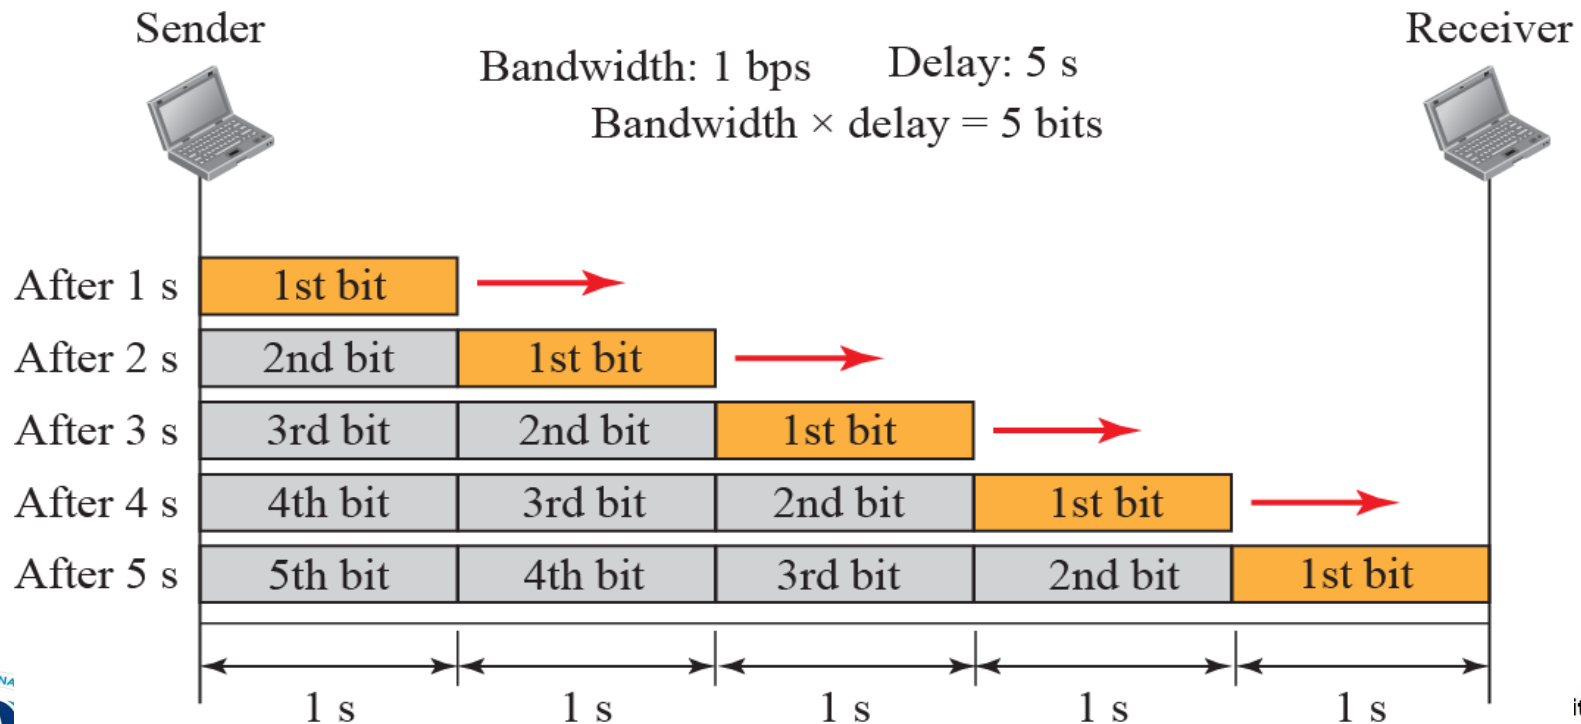 Sender
Receiver
Bandwidth: 1 bps Delay: 5 s
Bandwidth × delay = 5 bits
After 1 s 1st bit
After 2 s 2nd bit 1st bit
After 3 s 3rd bit 2nd bit 1st bit
After 4 s 4th bit 3rd bit 2nd bit 1st bit
After 5 s 5th bit 4th bit 3rd bit 2nd bit 1st bit
1 s 1 s 1 s 1 s 1 s